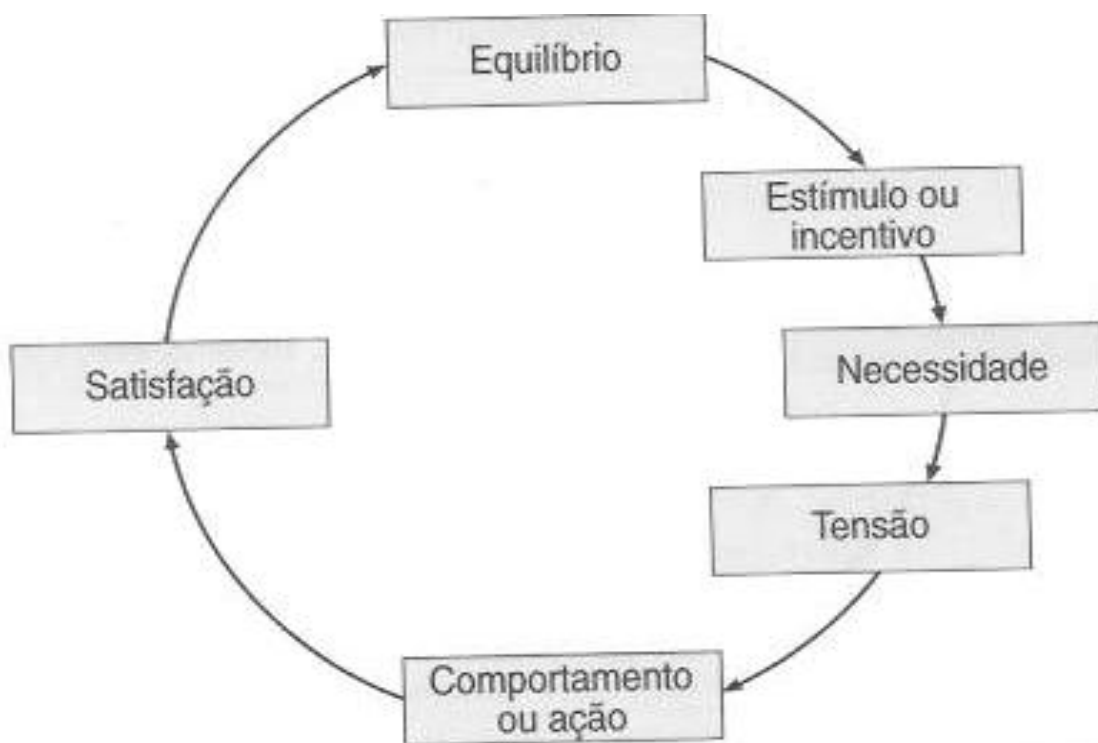 Equilíbrio
Estímulo ou
incentivo
Necessidade
Tensão
Comportamento
ou ação
Satisfação